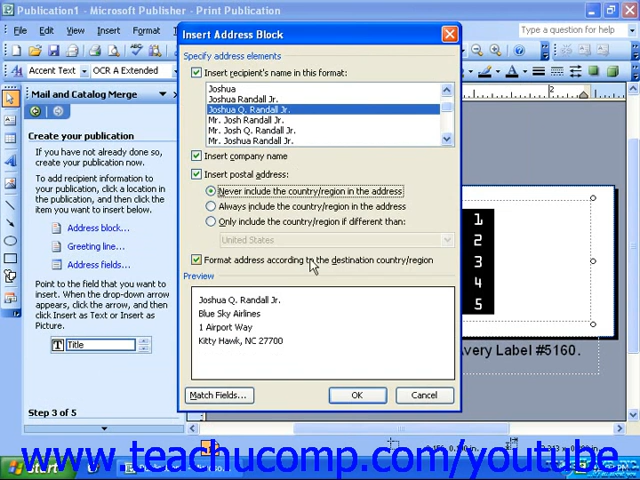 Publication1 - Microsoft Publisher - Print Publication
File Edit View Insert Format
Type a question for help
Accent Text
OCR A Extended
Mail and Catalog Merge
Create your publication
If you have not already done so,
create your publication now.
To add recipient information to
your publication, click a location in
the publication, and then click the
item you want to insert below.
Address block...
Greeting line...
Address fields...
Point to the field that you want to
insert. When the drop-down arrow
appears, click the arrow, and then
click Insert as Text or Insert as
Picture.
Title
Step 3 of 5
Insert Address Block
Specify address elements
Insert recipient's name in this format:
Joshua
Joshua Randall Jr.
Joshua Q. Randall Jr.
Mr. Josh Randall Jr.
Mr. Josh Q. Randall Jr.
Mr. Joshua Randall Jr.
Insert company name
Insert postal address:
Never include the country/region in the address
Always include the country/region in the address
Only include the country/region if different than:
United States
Format address according to the destination country/region
Preview
Joshua Q. Randall Jr.
Blue Sky Airlines
1 Airport Way
Kitty Hawk, NC 27700
Match Fields...
OK
Cancel
2
1
2
3
4
5
Avery Label #5160.
Start
www.teachucomp.com/youtube